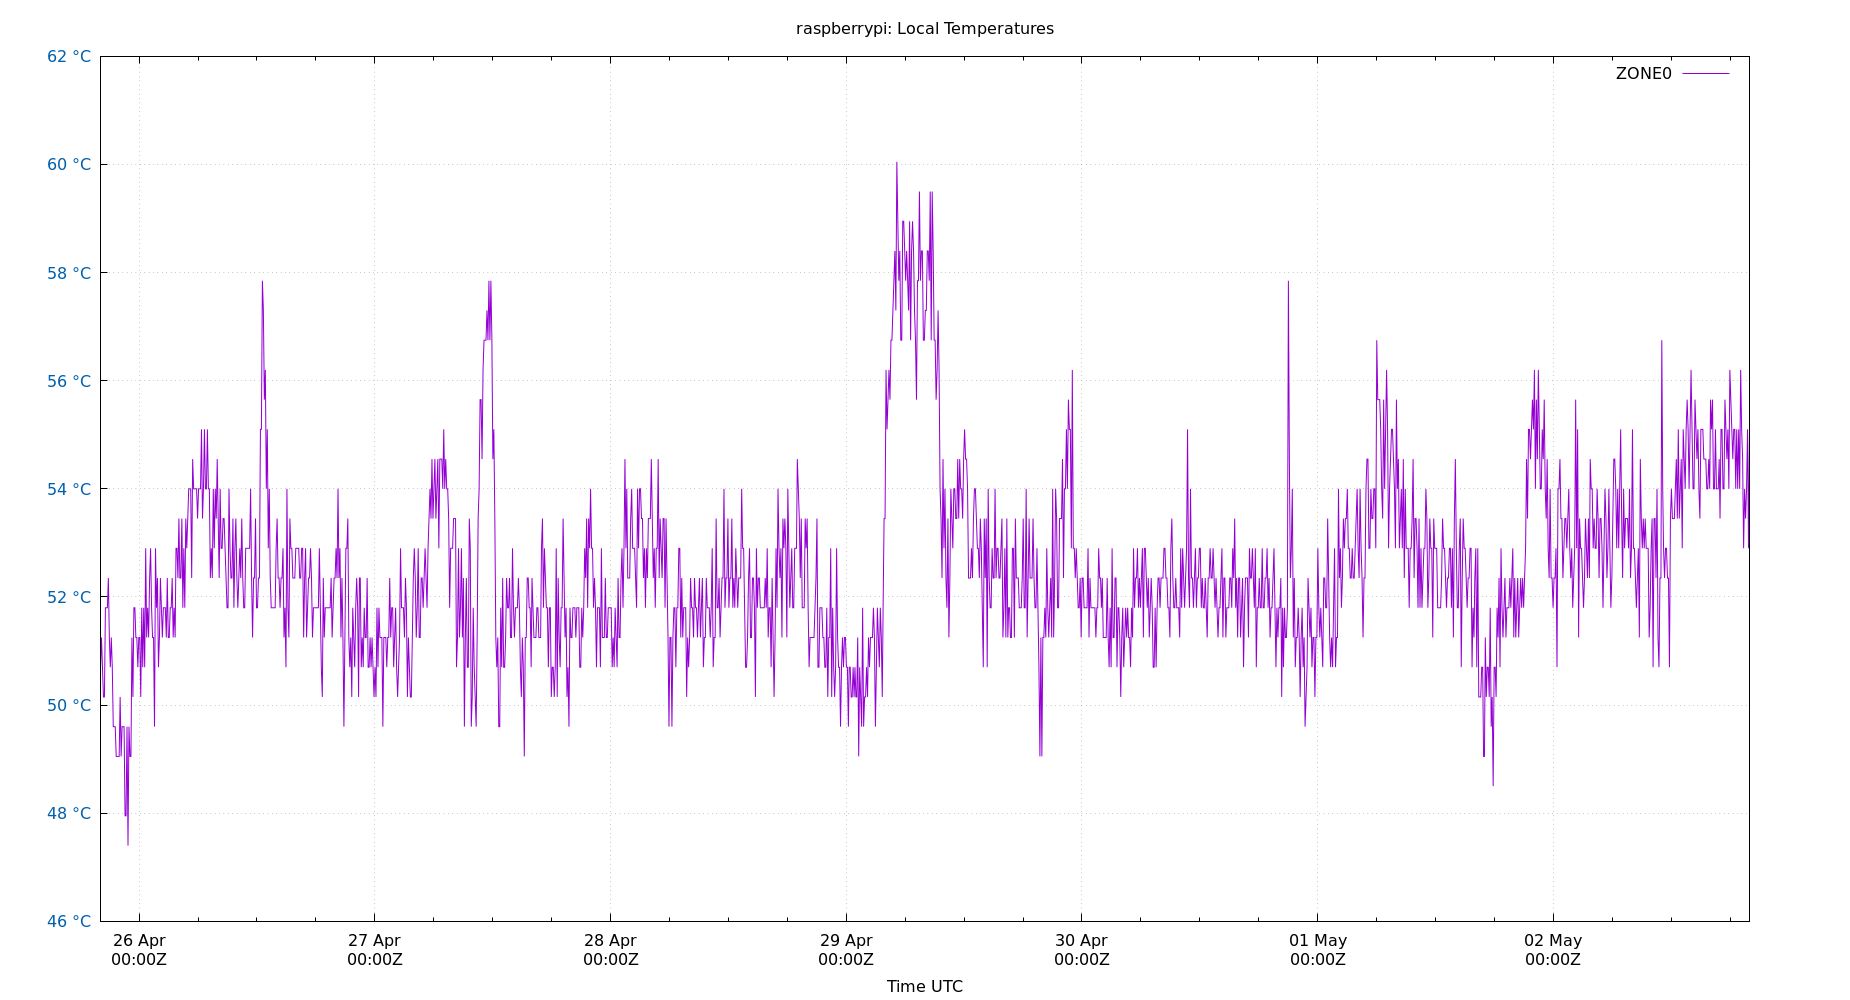 raspberrypi: Local Temperatures
62 °C
ZONE0
60 °C
58 °C
56 °C
54 °C
52 °C
50 °C
48 °C
46 °C
26 Apr 27 Apr 28 Apr 29 Apr 30 Apr 01 May 02 May
00:00Z 00:00Z 00:00Z 00:00Z 00:00Z 00:00Z 00:00Z
Time UTC